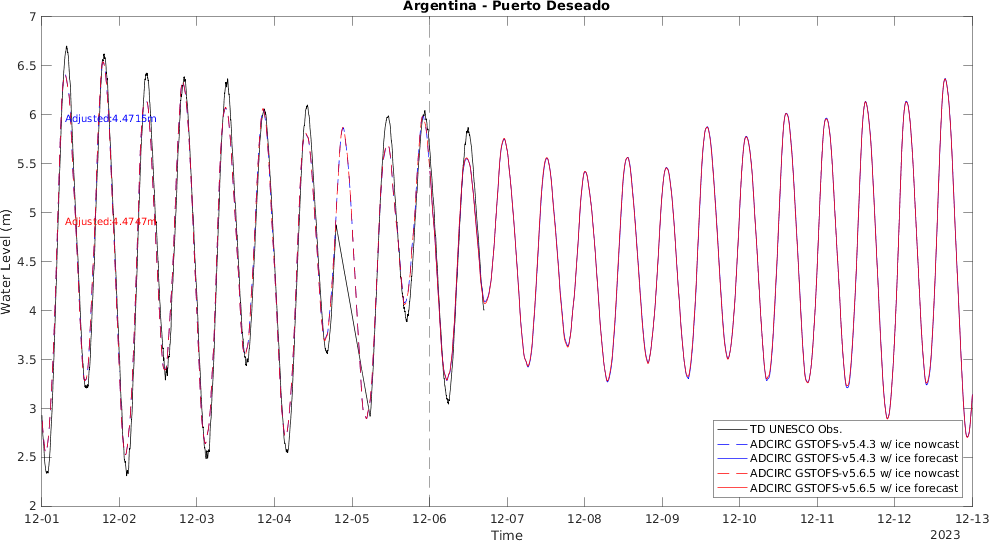 Argentina - Puerto Deseado
7
6.5
6
5.5
5
4.5
4
3.5
3
2.5
2
Water Level (m)
Adjusted:4.4715m
Adjusted:4.4747m
TD UNESCO Obs.
ADCIRC GSTOFS-v5.4.3 w/ ice nowcast
ADCIRC GSTOFS-v5.4.3 w/ ice forecast
ADCIRC GSTOFS-v5.6.5 w/ ice nowcast
ADCIRC GSTOFS-v5.6.5 w/ ice forecast
12-01 12-02 12-03 12-04 12-05 12-06 12-07 12-08 12-09 12-10 12-11 12-12 12-13
Time
2023